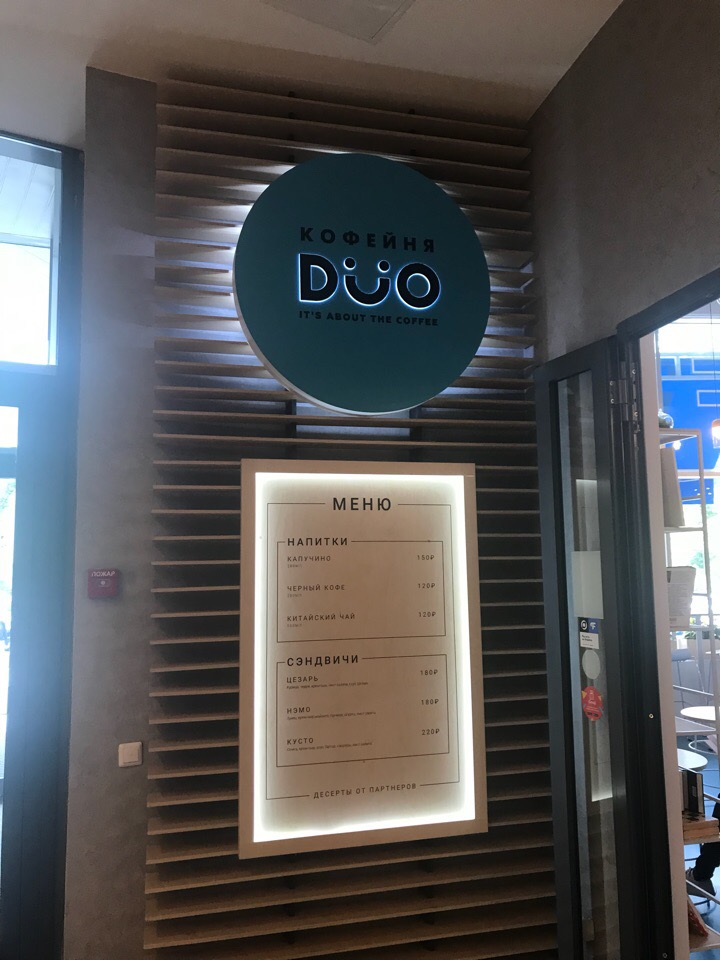 КОФЕЙНЯ
DÜO
IT'S ABOUT THE COFFEE
МЕНЮ
НАПИТКИ
КАПУЧИНО 150₽
ЧЕРНЫЙ КОФЕ 120₽
КИТАЙСКИЙ ЧАЙ 120₽
СЭНДВИЧИ
ЦЕЗАРЬ 180₽
НЭМО 180₽
КУСТО 220₽
ДЕСЕРТЫ ОТ ПАРТНЕРОВ
ПОЖАР